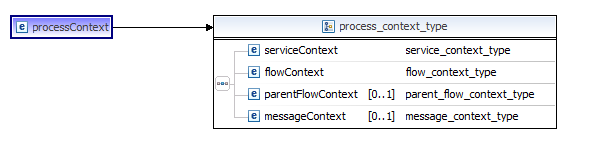 e processContext
process_context_type
e serviceContext service_context_type
e flowContext flow_context_type
e parentFlowContext [0..1] parent_flow_context_type
e messageContext [0..1] message_context_type